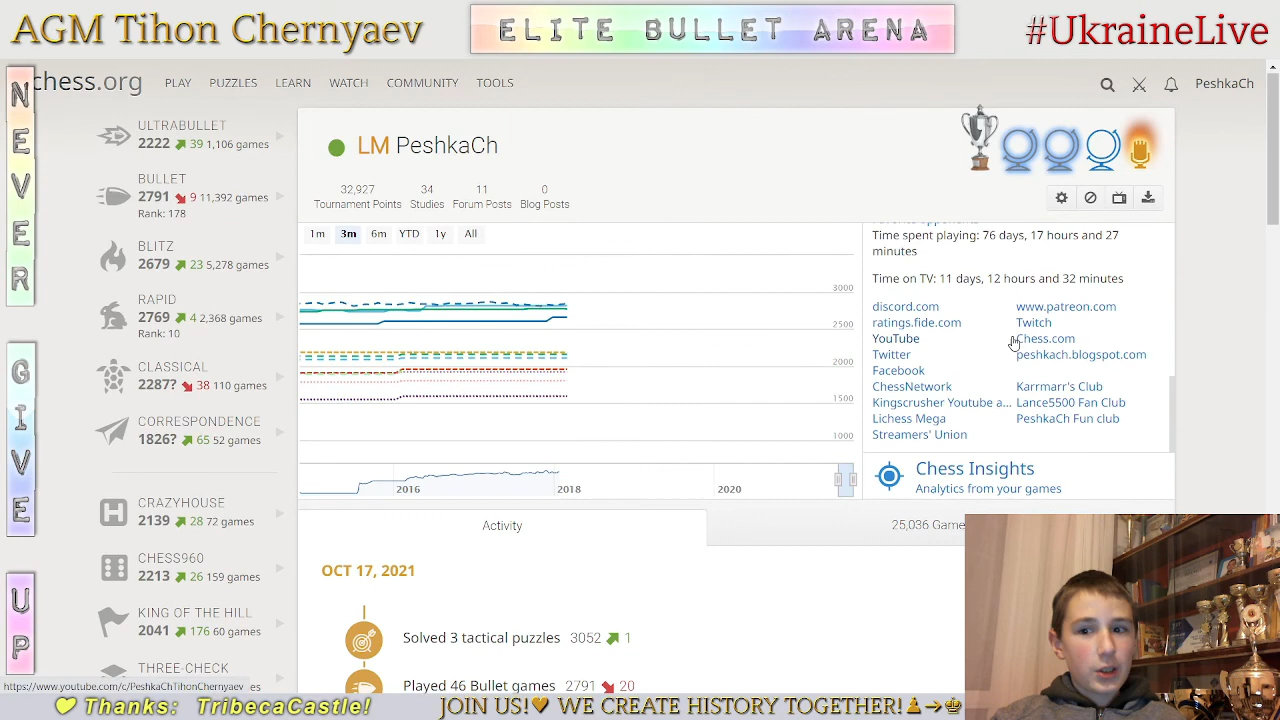 AGM Tihon Chernyaev
ELITE BULLET ARENA
#UkraineLive
NEVER
GIVE
UP
chess.org
PLAY PUZZLES LEARN WATCH COMMUNITY TOOLS
PeshkaCh
ULTRABULLET
2222 39 1,106 games
BULLET
2791 9 11,392 games
Rank: 178
BLITZ
2679 23 5,278 games
RAPID
2769 4 2,368 games
Rank: 10
CLASSICAL
2287? 38 110 games
CORRESPONDENCE
1826? 65 52 games
CRAZYHOUSE
2139 28 72 games
CHESS960
2213 26 159 games
KING OF THE HILL
2041 176 60 games
THREE-CHECK
LM PeshkaCh
32,927 34 11 0
Tournament Points Studies Forum Posts Blog Posts
1m 3m 6m YTD 1y All
3000
2500
2000
1500
1000
2016 2018 2020
Favorite opponents
Time spent playing: 76 days, 17 hours and 27
minutes
Time on TV: 11 days, 12 hours and 32 minutes
discord.com www.patreon.com
ratings.fide.com Twitch
YouTube Chess.com
Twitter peshkach.blogspot.com
Facebook
ChessNetwork Karrmarr's Club
Kingscrusher Youtube a... Lance5500 Fan Club
Lichess Mega PeshkaCh Fun club
Streamers' Union
Chess Insights
Analytics from your games
Activity 25,036 Game
OCT 17, 2021
Solved 3 tactical puzzles 3052 1
Played 46 Bullet games 2791 20
https://www.youtube.com/c/PeshkaChTihonChernyaev
Thanks: TribecaCastle!
JOIN US!♥ WE CREATE HISTORY TOGETHER!♟→♔